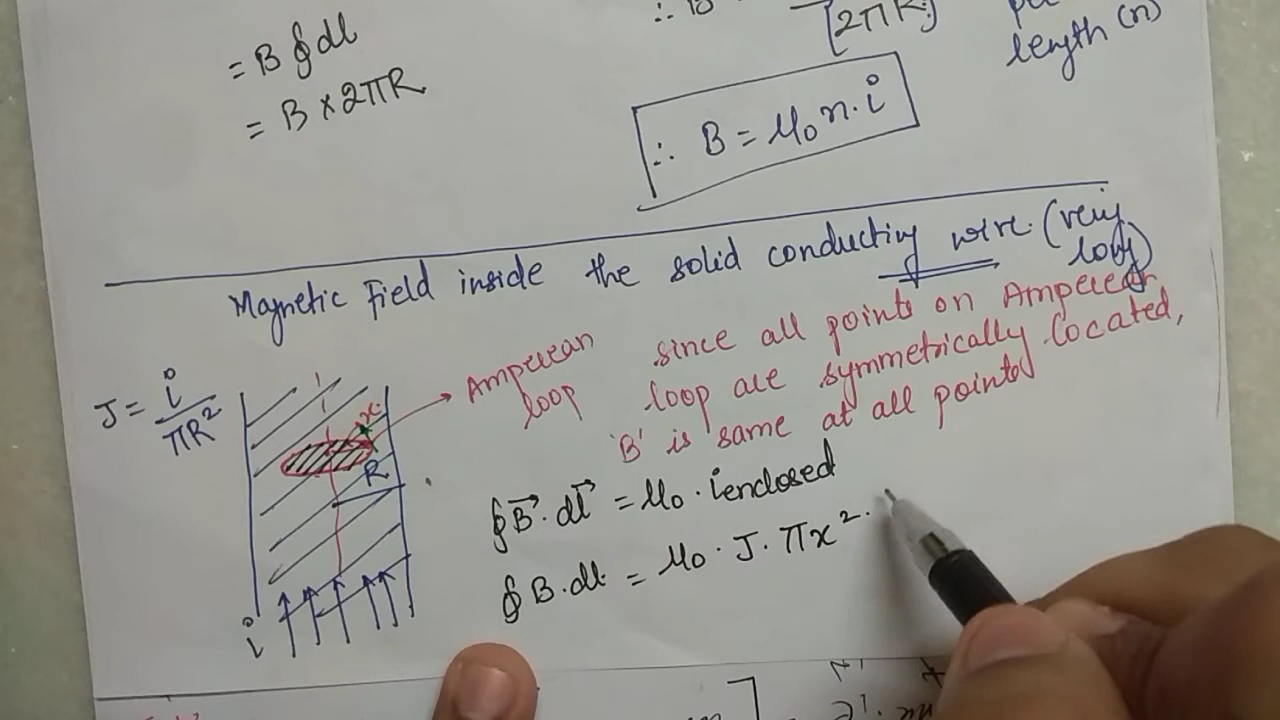 = B ∮dl
= B × 2πR
[2πR]
length (n)
∴ B = μ₀ n · i
Magnetic Field inside the solid conducting wire. (very
long)
J = i/πR²
x
R
i
Amperean
loop
since all points on Amperean
loop are symmetrically located,
'B' is same at all points
∮B⃗ · dl⃗ = μ₀ · ienclosed
∮ B · dl = μ₀ · J · πx² ·